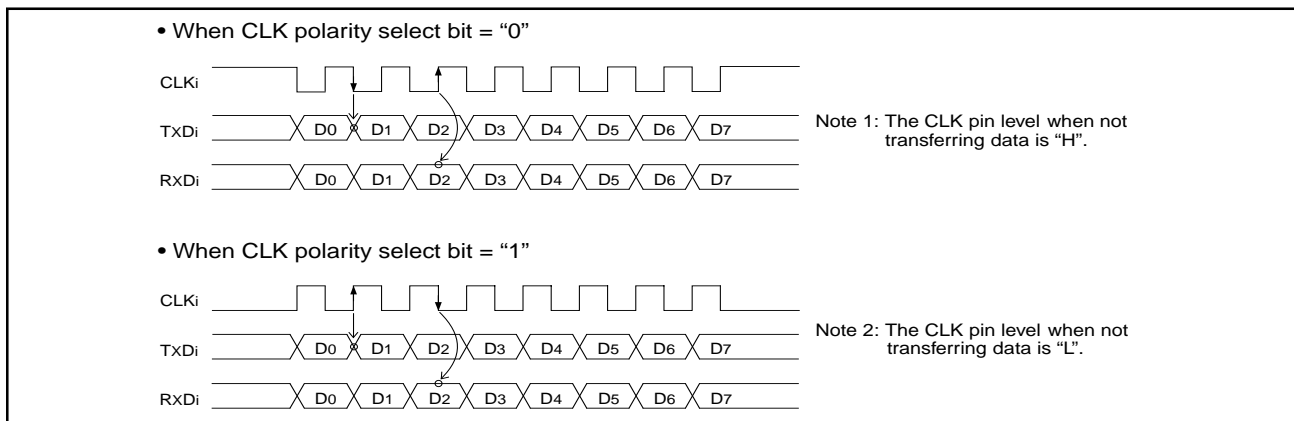 • When CLK polarity select bit = “0”
CLKi
TXDi D0 D1 D2 D3 D4 D5 D6 D7
RXDi D0 D1 D2 D3 D4 D5 D6 D7
Note 1: The CLK pin level when not
transferring data is “H”.
• When CLK polarity select bit = “1”
CLKi
TXDi D0 D1 D2 D3 D4 D5 D6 D7
RXDi D0 D1 D2 D3 D4 D5 D6 D7
Note 2: The CLK pin level when not
transferring data is “L”.